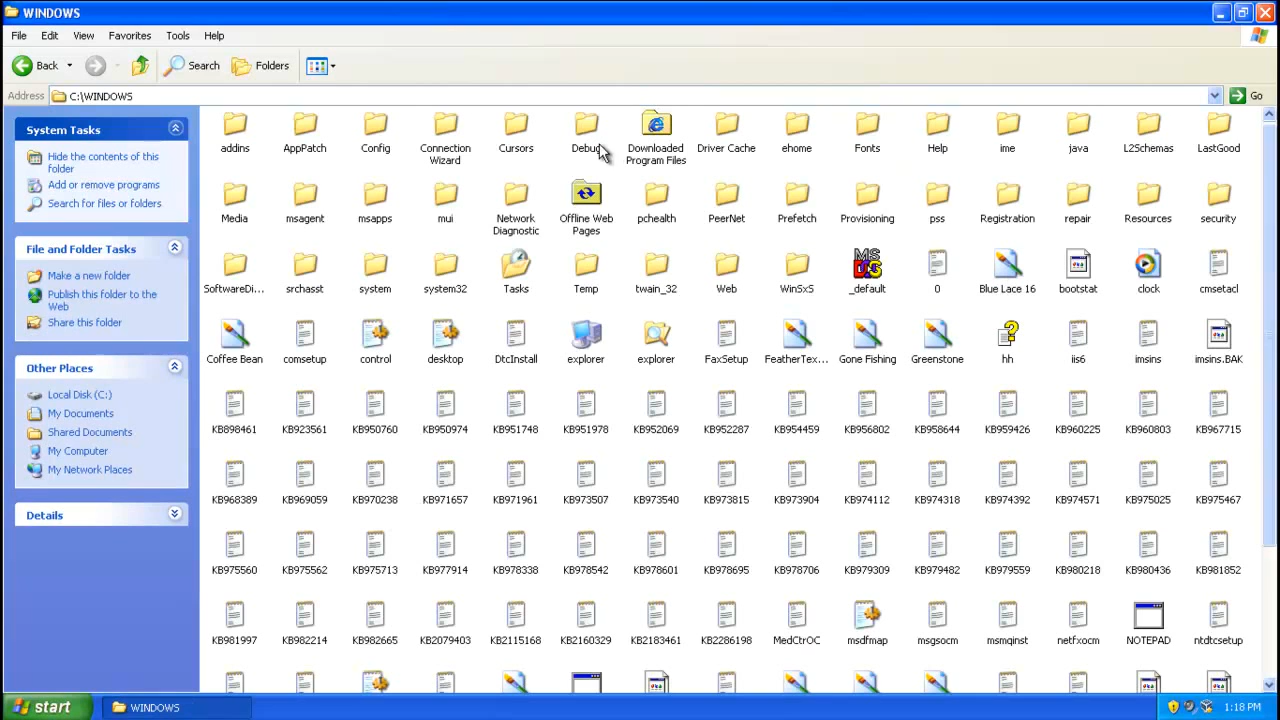 WINDOWS
File Edit View Favorites Tools Help
Back Search Folders
Address C:\WINDOWS Go
System Tasks
Hide the contents of this
folder
Add or remove programs
Search for files or folders
File and Folder Tasks
Make a new folder
Publish this folder to the
Web
Share this folder
Other Places
Local Disk (C:)
My Documents
Shared Documents
My Computer
My Network Places
Details
addins AppPatch Config Connection Wizard Cursors Debug Downloaded Program Files Driver Cache ehome Fonts Help ime java L2Schemas LastGood
Media msagent msapps mui Network Diagnostic Offline Web Pages pchealth PeerNet Prefetch Provisioning pss Registration repair Resources security
SoftwareDi... srchasst system system32 Tasks Temp twain_32 Web WinSxS _default 0 Blue Lace 16 bootstat clock cmsetacl
Coffee Bean comsetup control desktop DtcInstall explorer explorer FaxSetup FeatherTex... Gone Fishing Greenstone hh iis6 imsins imsins.BAK
KB898461 KB923561 KB950760 KB950974 KB951748 KB951978 KB952069 KB952287 KB954459 KB956802 KB958644 KB959426 KB960225 KB960803 KB967715
KB968389 KB969059 KB970238 KB971657 KB971961 KB973507 KB973540 KB973815 KB973904 KB974112 KB974318 KB974392 KB974571 KB975025 KB975467
KB975560 KB975562 KB975713 KB977914 KB978338 KB978542 KB978601 KB978695 KB978706 KB979309 KB979482 KB979559 KB980218 KB980436 KB981852
KB981997 KB982214 KB982665 KB2079403 KB2115168 KB2160329 KB2183461 KB2286198 MedCtrOC msdfmap msgsocm msmqinst netfxocm NOTEPAD ntdtcsetup
start WINDOWS 1:18 PM